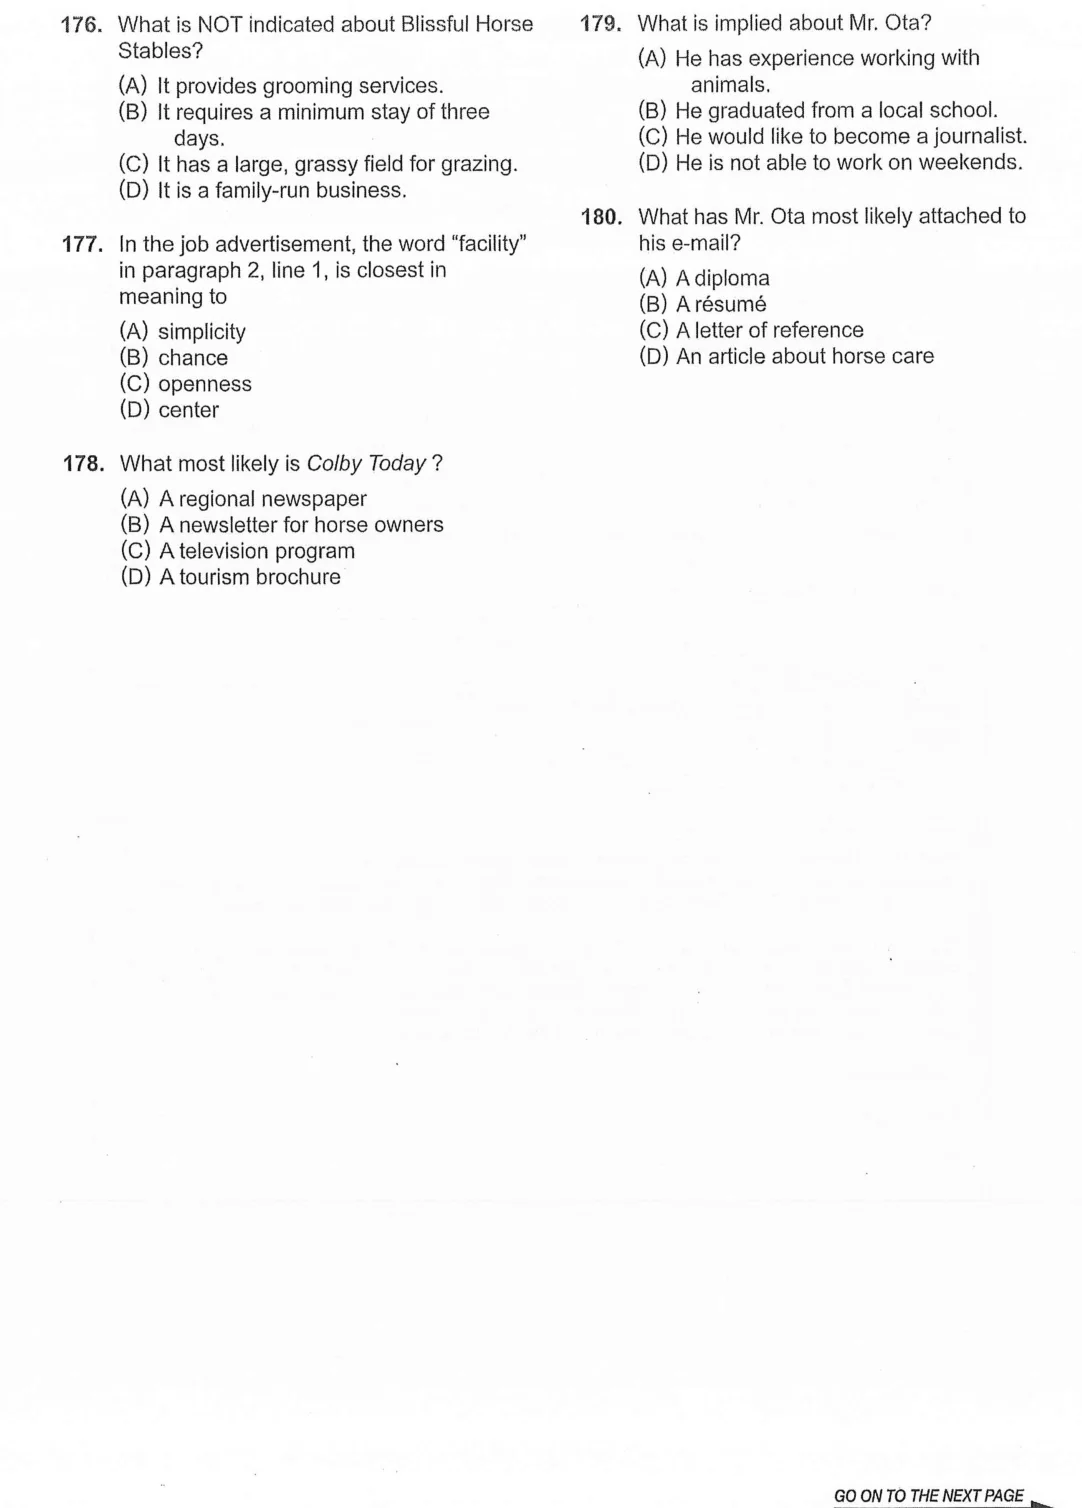 176. What is NOT indicated about Blissful Horse
Stables?
(A) It provides grooming services.
(B) It requires a minimum stay of three
days.
(C) It has a large, grassy field for grazing.
(D) It is a family-run business.
177. In the job advertisement, the word “facility”
in paragraph 2, line 1, is closest in
meaning to
(A) simplicity
(B) chance
(C) openness
(D) center
178. What most likely is Colby Today ?
(A) A regional newspaper
(B) A newsletter for horse owners
(C) A television program
(D) A tourism brochure
179. What is implied about Mr. Ota?
(A) He has experience working with
animals.
(B) He graduated from a local school.
(C) He would like to become a journalist.
(D) He is not able to work on weekends.
180. What has Mr. Ota most likely attached to
his e-mail?
(A) A diploma
(B) A résumé
(C) A letter of reference
(D) An article about horse care
GO ON TO THE NEXT PAGE